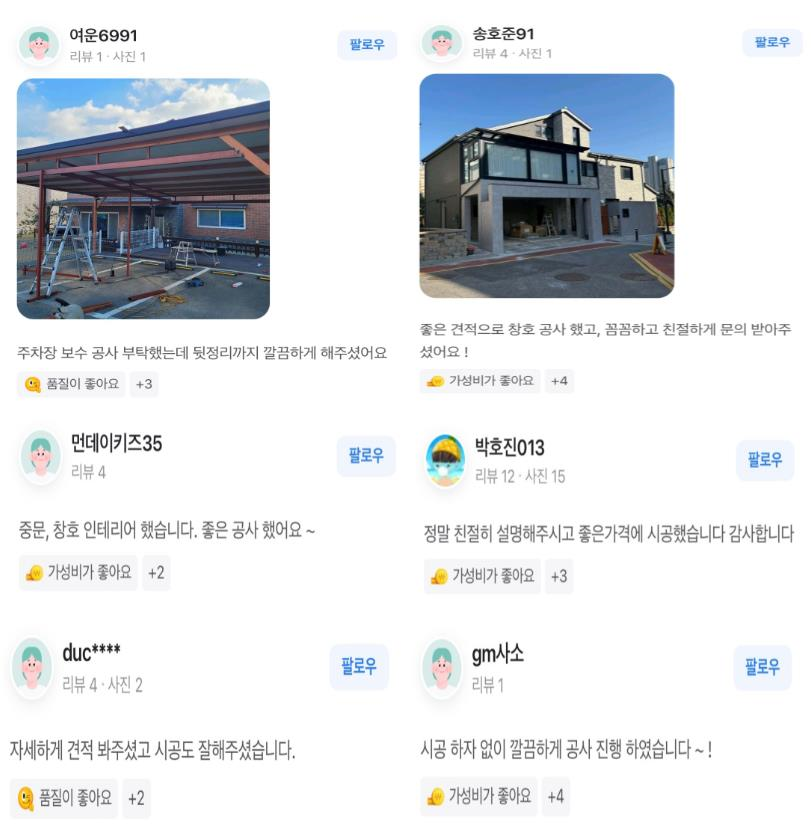 여운6991
리뷰 1 · 사진 1
팔로우
주차장 보수 공사 부탁했는데 뒷정리까지 깔끔하게 해주셨어요
품질이 좋아요
+3
송호준91
리뷰 4 · 사진 1
팔로우
좋은 견적으로 창호 공사 했고, 꼼꼼하고 친절하게 문의 받아주
셨어요 !
가성비가 좋아요
+4
먼데이키즈35
리뷰 4
팔로우
중문, 창호 인테리어 했습니다. 좋은 공사 했어요 ~
가성비가 좋아요
+2
박호진013
리뷰 12 · 사진 15
팔로우
정말 친절히 설명해주시고 좋은가격에 시공했습니다 감사합니다
가성비가 좋아요
+3
duc****
리뷰 4 · 사진 2
팔로우
자세하게 견적 봐주셨고 시공도 잘해주셨습니다.
품질이 좋아요
+2
gm사소
리뷰 1
팔로우
시공 하자 없이 깔끔하게 공사 진행 하였습니다 ~ !
가성비가 좋아요
+4